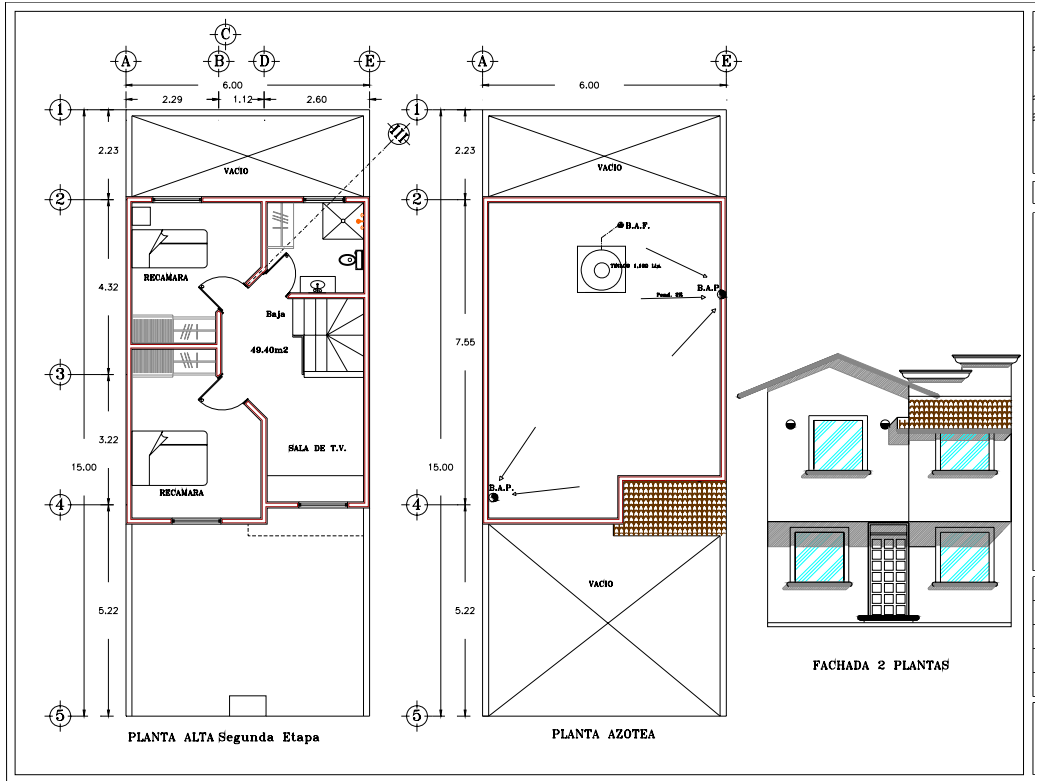 C
A B D E
6.00
2.29 1.12 2.60
1
2.23
VACIO
2
RECAMARA
4.32
Baja
49.40m2
3
3.22
SALA DE T.V.
15.00
RECAMARA
4
5.22
5
PLANTA ALTA Segunda Etapa
A E
6.00
1
2.23
VACIO
2
B.A.F.
B.A.P.
Pend. 2%
7.55
15.00
B.A.P.
4
VACIO
5.22
5
PLANTA AZOTEA
FACHADA 2 PLANTAS